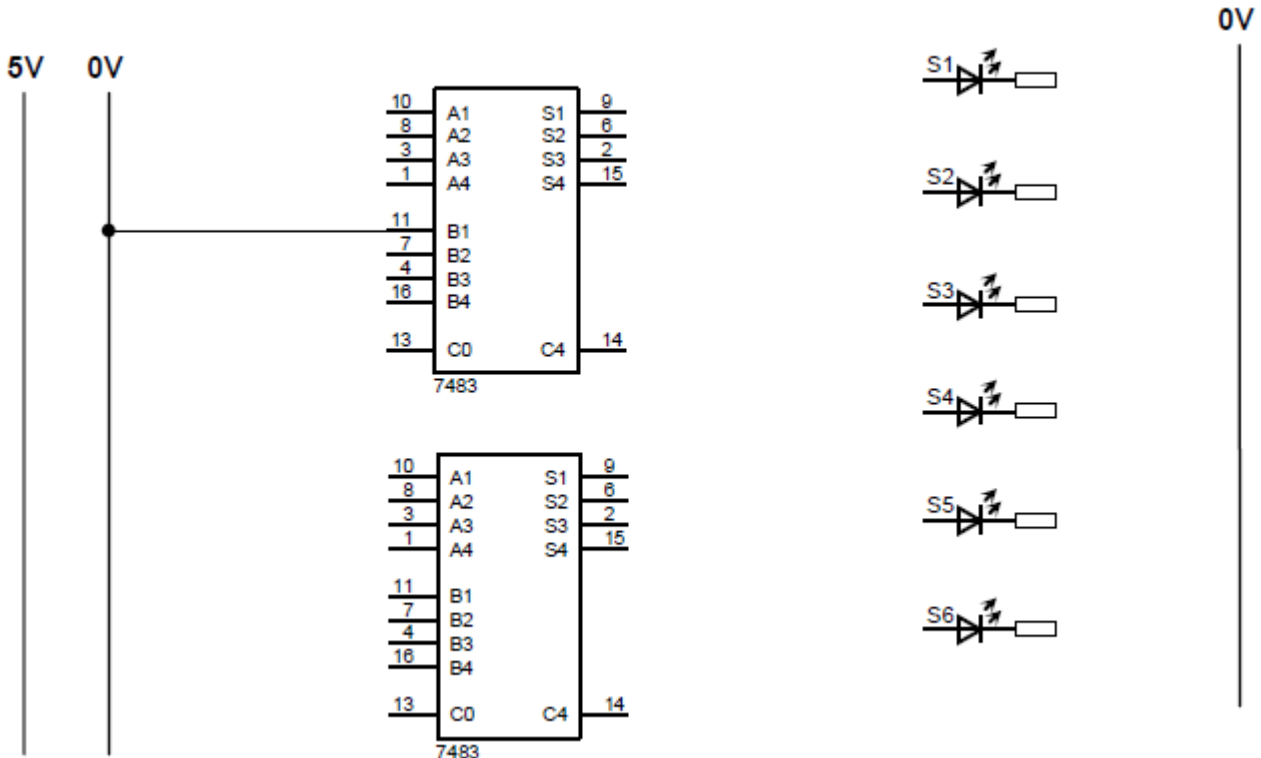 0V
5V 0V
S1
10 A1 S1 9
8 A2 S2 6
3 A3 S3 2
1 A4 S4 15
S2
11 B1
7 B2
4 B3
16 B4
S3
13 C0 C4 14
7483
S4
10 A1 S1 9
8 A2 S2 6
3 A3 S3 2
1 A4 S4 15
S5
11 B1
7 B2
4 B3
16 B4
S6
13 C0 C4 14
7483